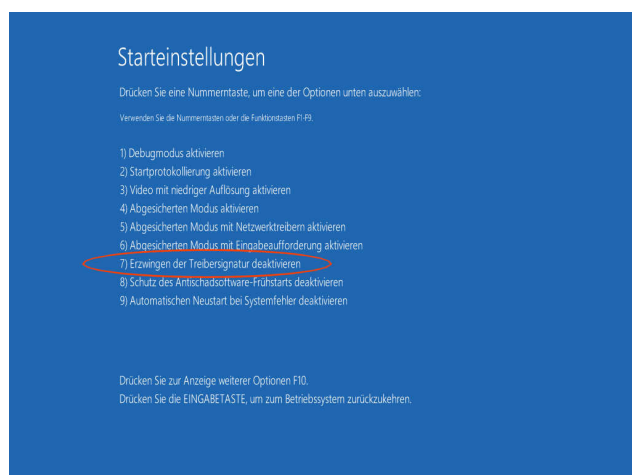 Starteinstellungen
Drücken Sie eine Nummerntaste, um eine der Optionen unten auszuwählen:
Verwenden Sie die Nummerntasten oder die Funktionstasten F1-F9.
1) Debugmodus aktivieren
2) Startprotokollierung aktivieren
3) Video mit niedriger Auflösung aktivieren
4) Abgesicherten Modus aktivieren
5) Abgesicherten Modus mit Netzwerktreibern aktivieren
6) Abgesicherten Modus mit Eingabeaufforderung aktivieren
7) Erzwingen der Treibersignatur deaktivieren
8) Schutz des Antischadsoftware-Frühstarts deaktivieren
9) Automatischen Neustart bei Systemfehler deaktivieren
Drücken Sie zur Anzeige weiterer Optionen F10.
Drücken Sie die EINGABETASTE, um zum Betriebssystem zurückzukehren.